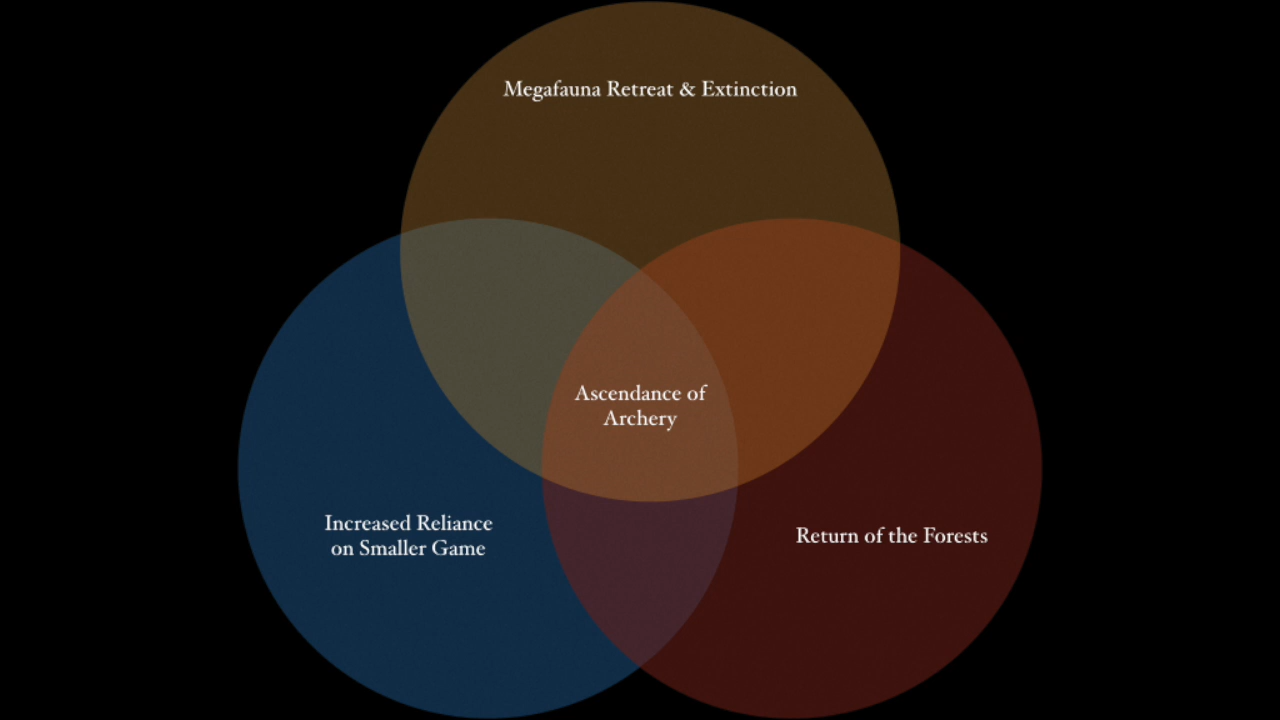 Megafauna Retreat & Extinction
Ascendance of
Archery
Increased Reliance
on Smaller Game
Return of the Forests